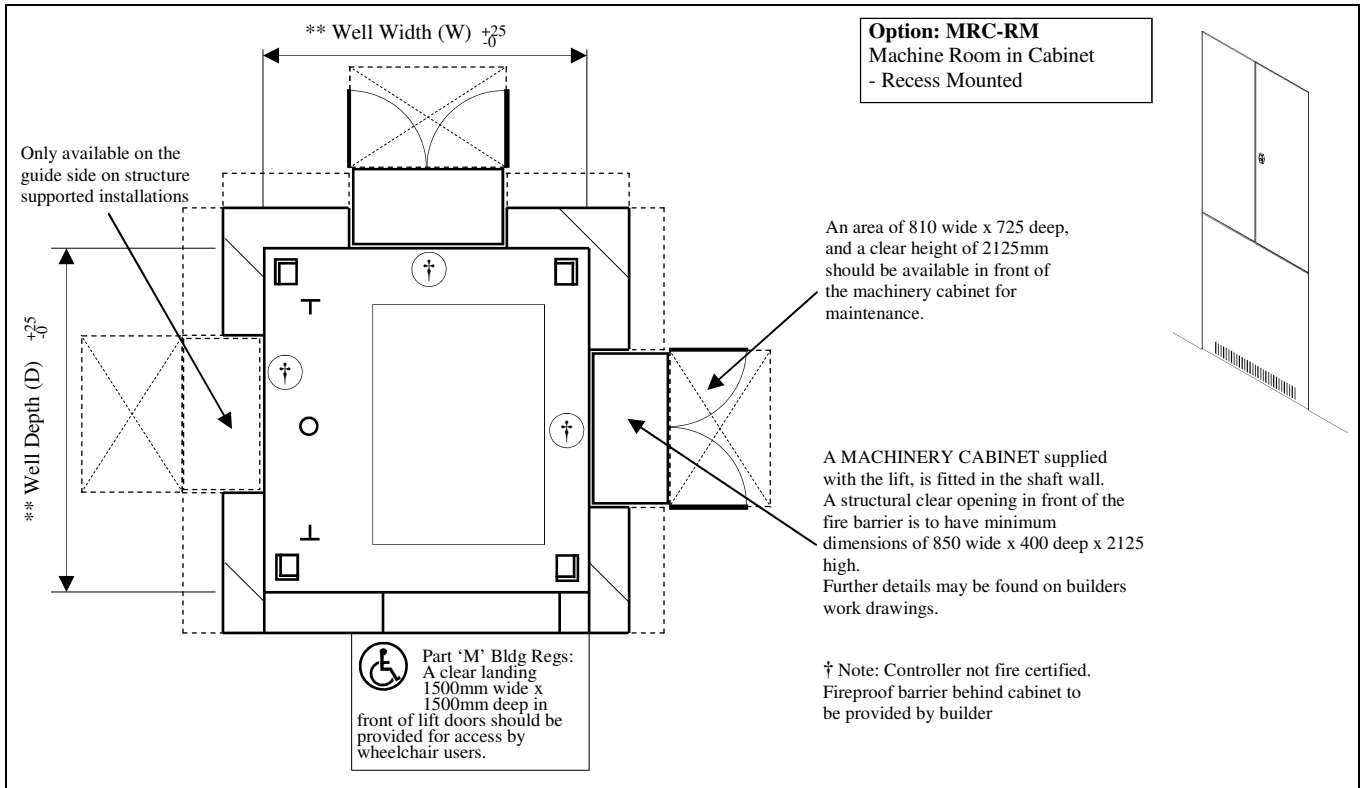 ** Well Width (W) +25
-0
Option: MRC-RM
Machine Room in Cabinet
- Recess Mounted
Only available on the
guide side on structure
supported installations
An area of 810 wide x 725 deep,
and a clear height of 2125mm
should be available in front of
the machinery cabinet for
maintenance.
†
** Well Depth (D) +25
-0
†
†
A MACHINERY CABINET supplied
with the lift, is fitted in the shaft wall.
A structural clear opening in front of the
fire barrier is to have minimum
dimensions of 850 wide x 400 deep x 2125
high.
Further details may be found on builders
work drawings.
Part ‘M’ Bldg Regs:
A clear landing
1500mm wide x
1500mm deep in
front of lift doors should be
provided for access by
wheelchair users.
† Note: Controller not fire certified.
Fireproof barrier behind cabinet to
be provided by builder